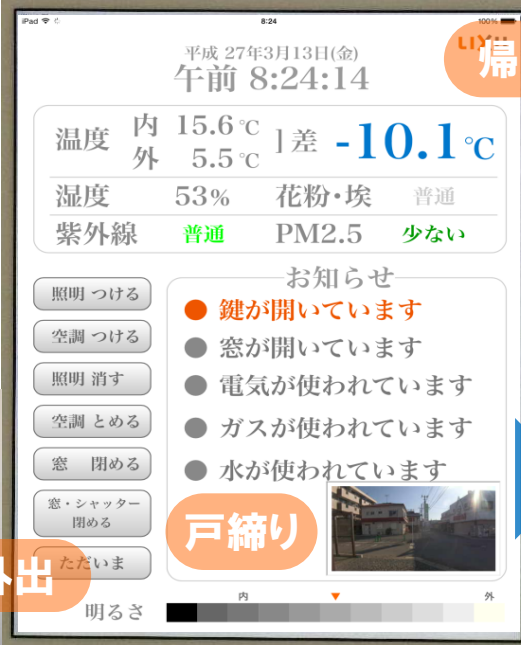 iPad 8:24 100%
帰
平成 27年3月13日(金)
午前 8:24:14
温度 内 15.6℃ 外 5.5℃ ]差 -10.1℃
湿度 53% 花粉・埃 普通
紫外線 普通 PM2.5 少ない
お知らせ
照明 つける
空調 つける
照明 消す
空調 とめる
窓 閉める
窓・シャッター
閉める
ただいま
● 鍵が開いています
● 窓が開いています
● 電気が使われています
● ガスが使われています
● 水が使われています
戸締り
外出
内 外
明るさ